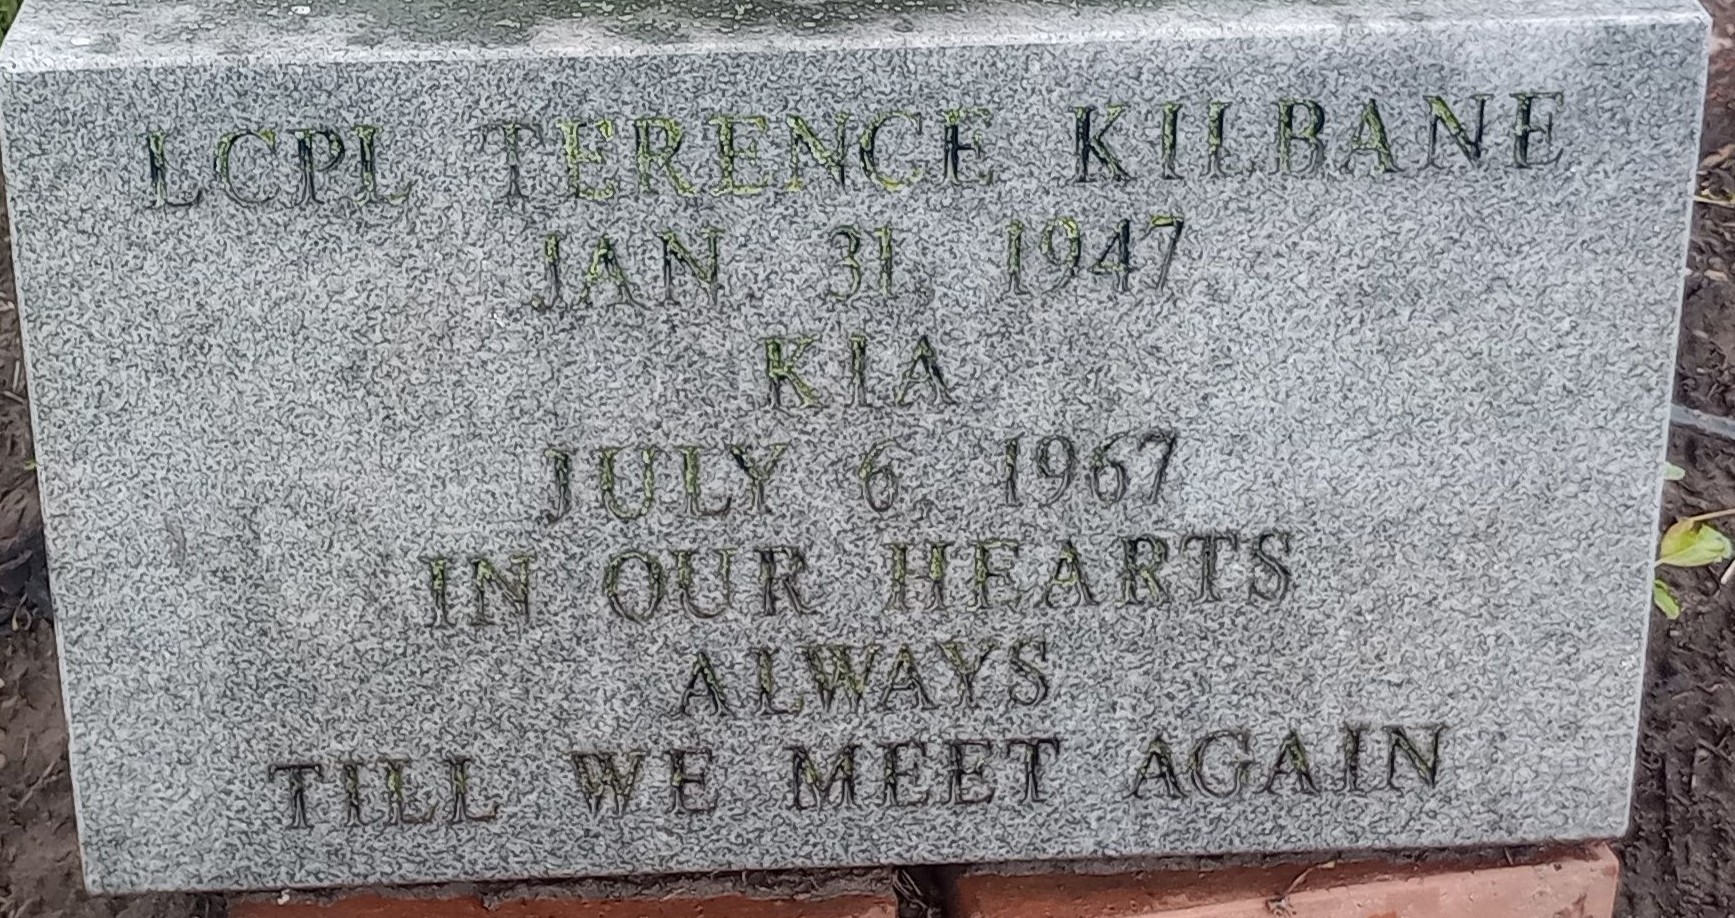 LCPL TERENCE KILBANE
JAN. 31, 1947
KIA
JULY 6, 1967
IN OUR HEARTS
ALWAYS
TILL WE MEET AGAIN